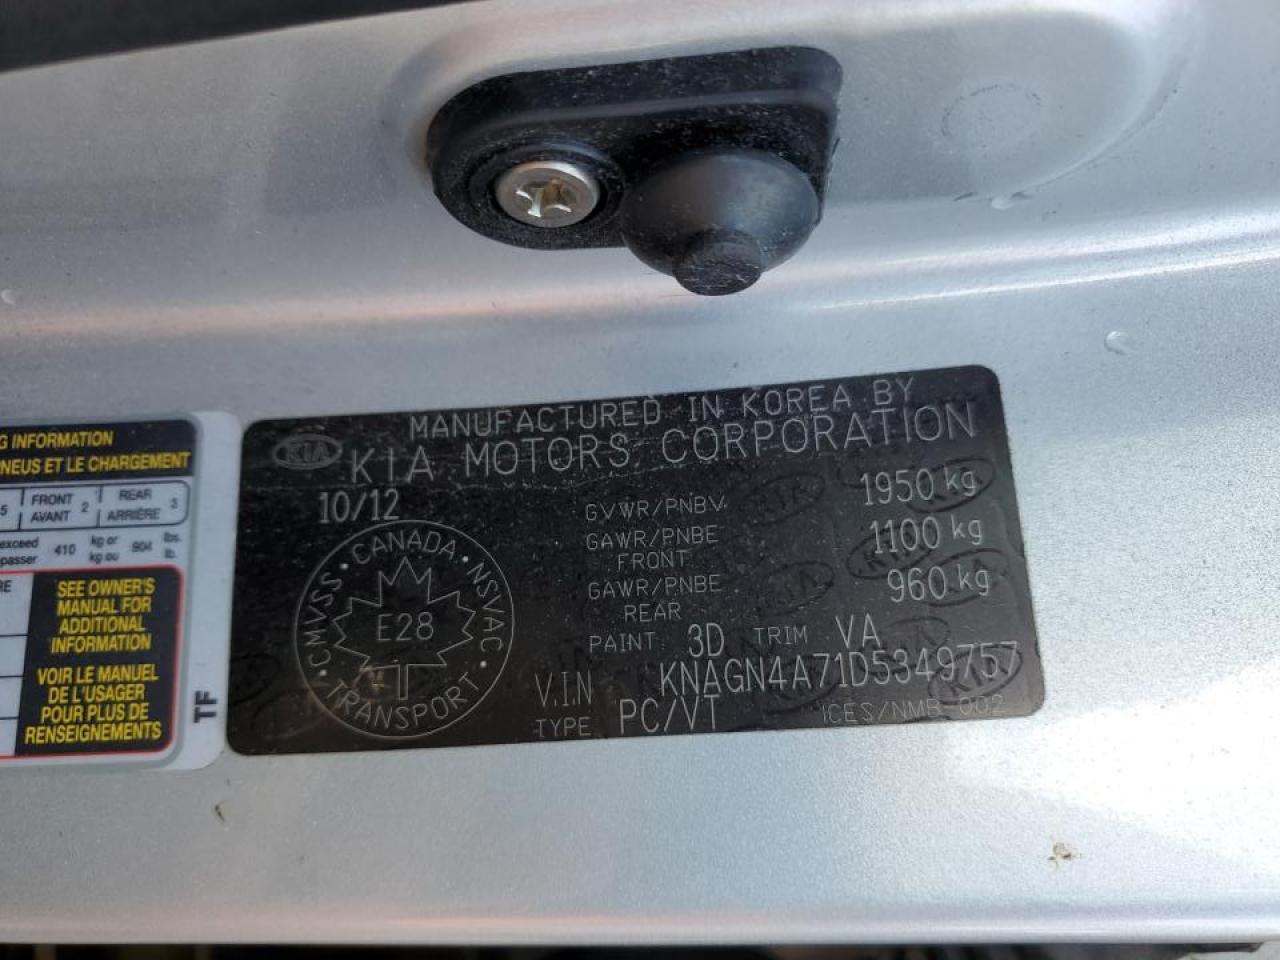 MANUFACTURED IN KOREA BY
KIA KIA MOTORS CORPORATION
10/12
GVWR/PNBV 1950 kg
GAWR/PNBE FRONT 1100 kg
GAWR/PNBE REAR 960 kg
PAINT 3D TRIM VA
V.I.N KNAGN4A71D5349757
TYPE PC/VT ICES/NMB-002
CANADA · NSVAC · TRANSPORT · CMVSS ·
E28
G INFORMATION
PNEUS ET LE CHARGEMENT
5 FRONT AVANT 2 REAR ARRIÈRE 3
exceed passer 410 kg or kg ou 904 lbs. lb.
RE
SEE OWNER'S
MANUAL FOR
ADDITIONAL
INFORMATION
VOIR LE MANUEL
DE L'USAGER
POUR PLUS DE
RENSEIGNEMENTS
TF